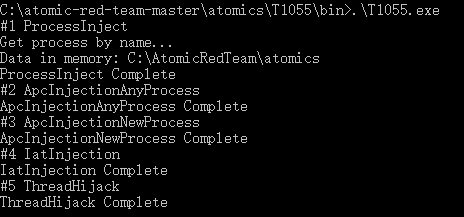 C:\atomic-red-team-master\atomics\T1055\bin>.\T1055.exe
#1 ProcessInject
Get process by name...
Data in memory: C:\AtomicRedTeam\atomics
ProcessInject Complete
#2 ApcInjectionAnyProcess
ApcInjectionAnyProcess Complete
#3 ApcInjectionNewProcess
ApcInjectionNewProcess Complete
#4 IatInjection
IatInjection Complete
#5 ThreadHijack
ThreadHijack Complete